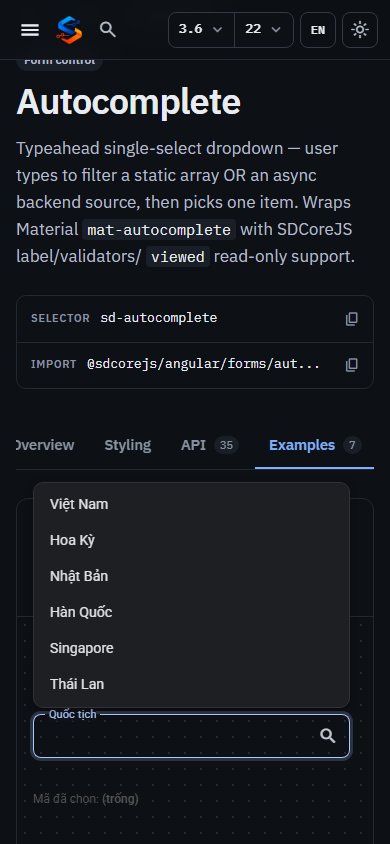 3.6
22
EN
Form control
Autocomplete
Typeahead single-select dropdown — user
types to filter a static array OR an async
backend source, then picks one item. Wraps
Material mat-autocomplete with SDCoreJS
label/validators/ viewed read-only support.
SELECTOR sd-autocomplete
IMPORT @sdcorejs/angular/forms/aut...
Overview Styling API 35 Examples 7
Việt Nam
Hoa Kỳ
Nhật Bản
Hàn Quốc
Singapore
Thái Lan
Quốc tịch
Mã đã chọn: (trống)